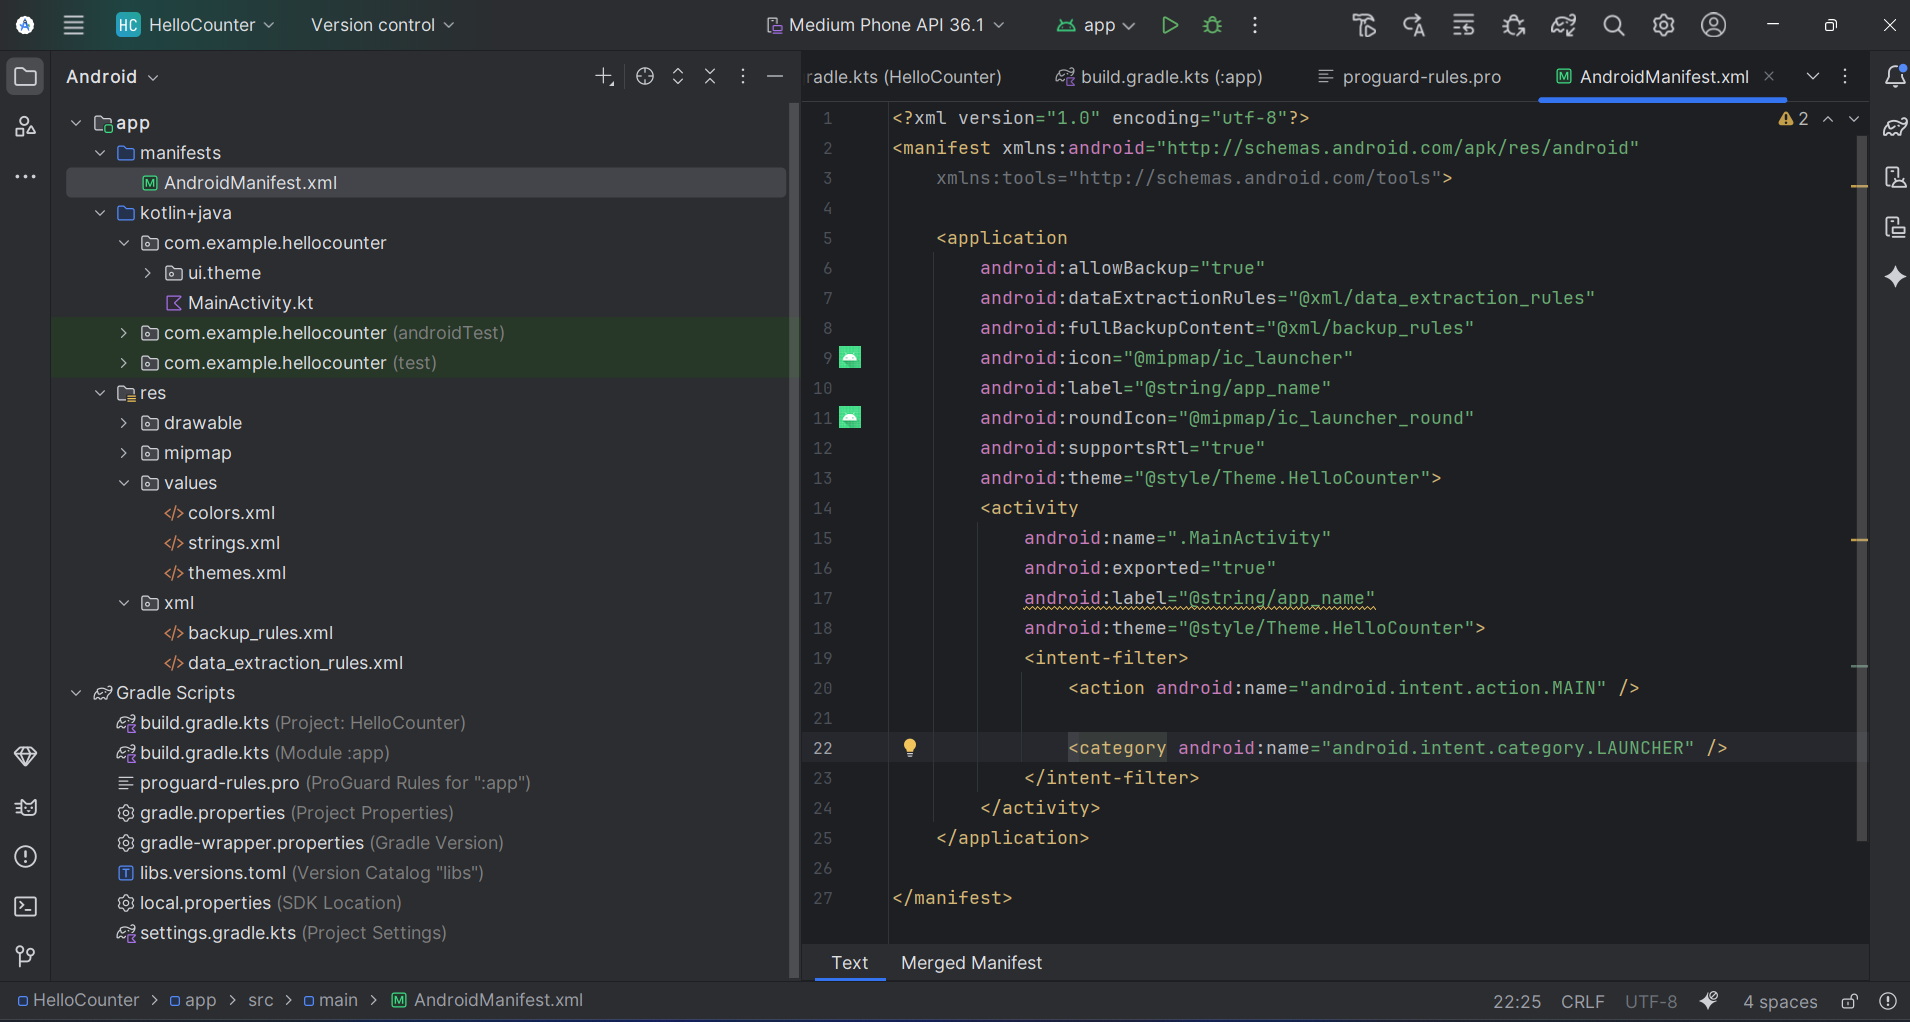 HC HelloCounter Version control Medium Phone API 36.1 app
Android
radle.kts (HelloCounter) build.gradle.kts (:app) proguard-rules.pro AndroidManifest.xml
app
manifests
AndroidManifest.xml
kotlin+java
com.example.hellocounter
ui.theme
MainActivity.kt
com.example.hellocounter (androidTest)
com.example.hellocounter (test)
res
drawable
mipmap
values
colors.xml
strings.xml
themes.xml
xml
backup_rules.xml
data_extraction_rules.xml
Gradle Scripts
build.gradle.kts (Project: HelloCounter)
build.gradle.kts (Module :app)
proguard-rules.pro (ProGuard Rules for ":app")
gradle.properties (Project Properties)
gradle-wrapper.properties (Gradle Version)
libs.versions.toml (Version Catalog "libs")
local.properties (SDK Location)
settings.gradle.kts (Project Settings)
1 <?xml version="1.0" encoding="utf-8"?> 2
2 <manifest xmlns:android="http://schemas.android.com/apk/res/android"
3 xmlns:tools="http://schemas.android.com/tools">
4
5 <application
6 android:allowBackup="true"
7 android:dataExtractionRules="@xml/data_extraction_rules"
8 android:fullBackupContent="@xml/backup_rules"
9 android:icon="@mipmap/ic_launcher"
10 android:label="@string/app_name"
11 android:roundIcon="@mipmap/ic_launcher_round"
12 android:supportsRtl="true"
13 android:theme="@style/Theme.HelloCounter">
14 <activity
15 android:name=".MainActivity"
16 android:exported="true"
17 android:label="@string/app_name"
18 android:theme="@style/Theme.HelloCounter">
19 <intent-filter>
20 <action android:name="android.intent.action.MAIN" />
21
22 <category android:name="android.intent.category.LAUNCHER" />
23 </intent-filter>
24 </activity>
25 </application>
26
27 </manifest>
Text Merged Manifest
HelloCounter > app > src > main > AndroidManifest.xml 22:25 CRLF UTF-8 4 spaces